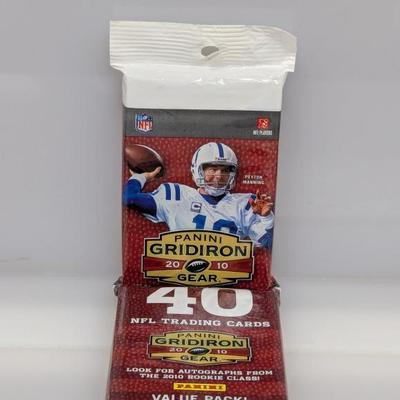 NFL
NFL PLAYERS
PEYTON
MANNING
PANINI
GRIDIRON
20 10
GEAR
40
NFL TRADING CARDS
PANINI
GRIDIRON
20 10
GEAR
LOOK FOR AUTOGRAPHS FROM
THE 2010 ROOKIE CLASS!
PANINI
VALUE PACK!